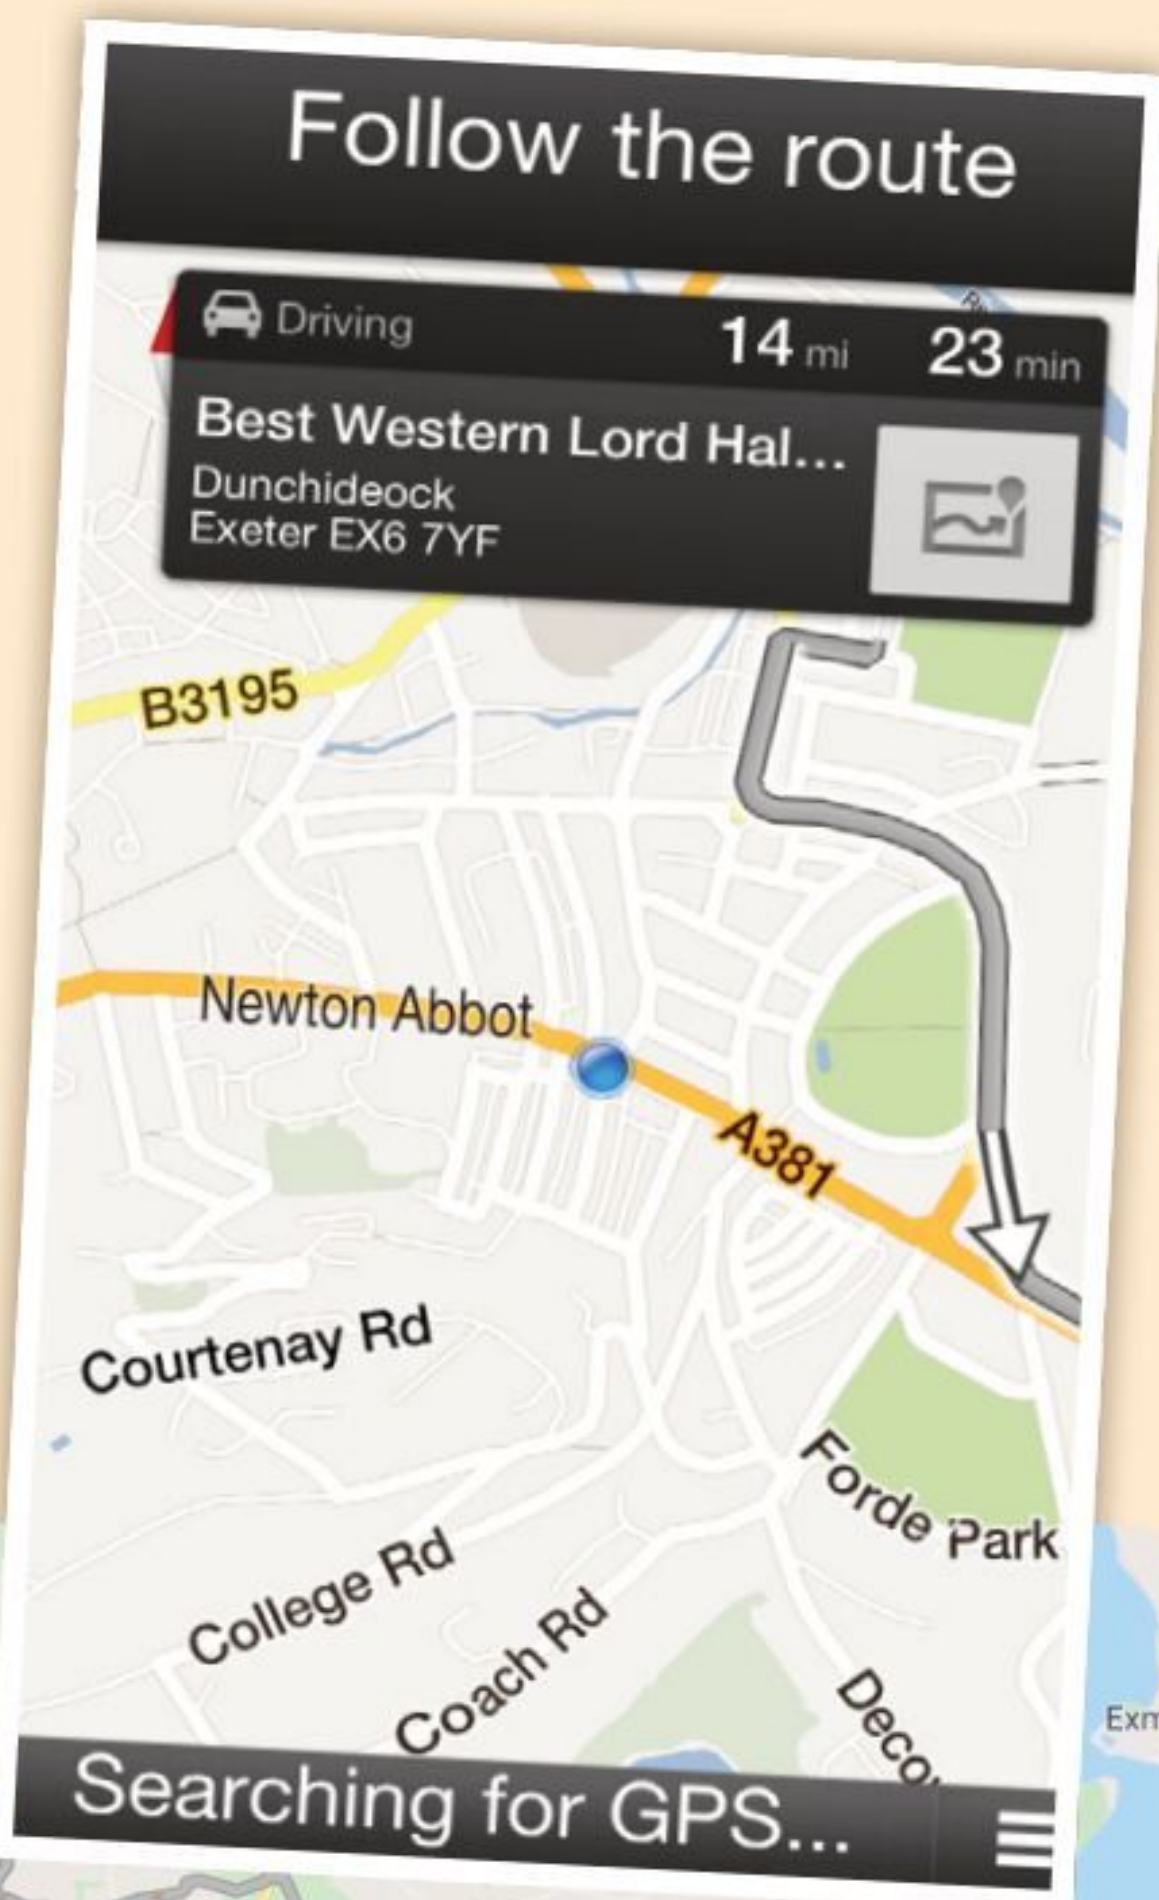 Follow the route
Driving 14 mi 23 min
Best Western Lord Hal...
Dunchideock
Exeter EX6 7YF
B3195
Newton Abbot
A381
Courtenay Rd
Forde Park
College Rd
Coach Rd
Searching for GPS...